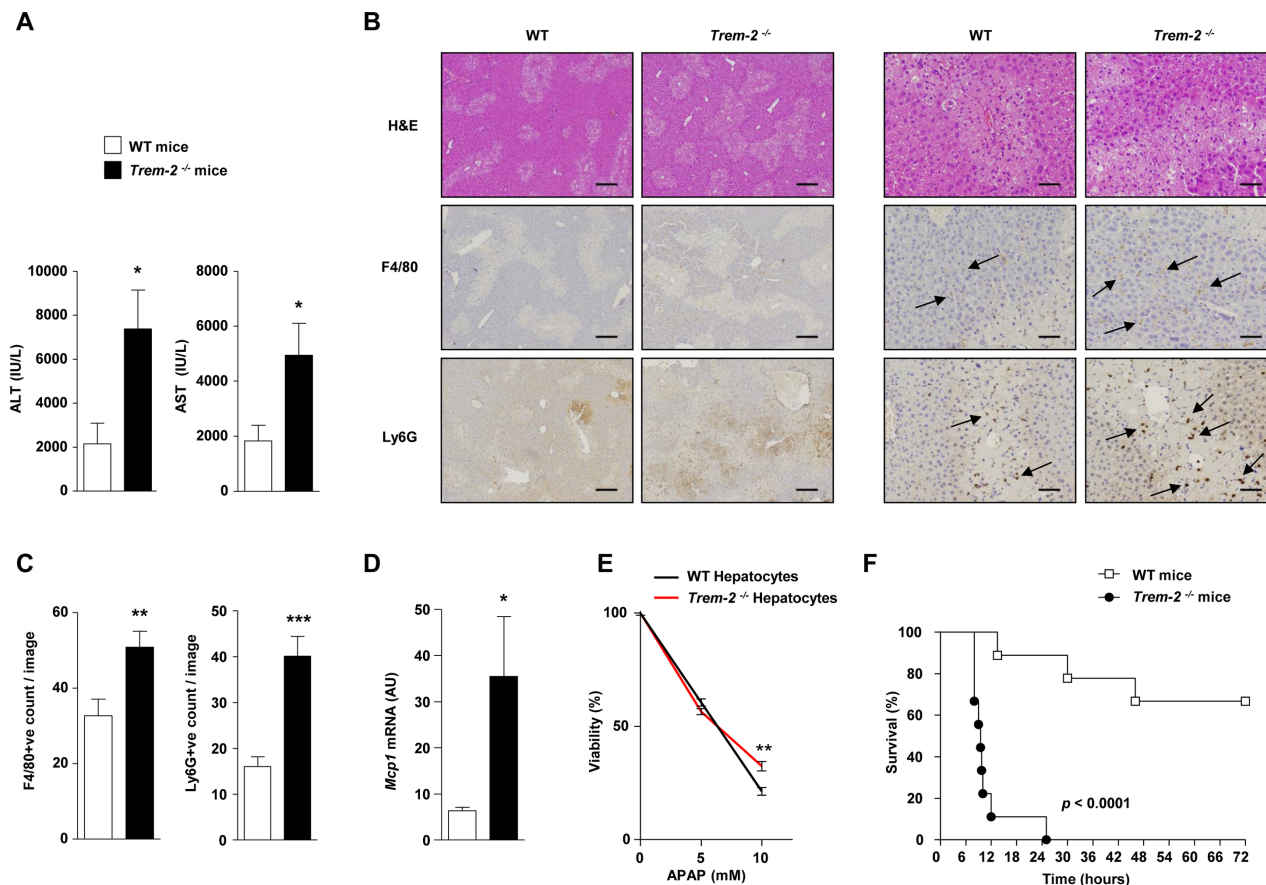 A
WT mice
Trem-2 -/- mice
ALT (IU/L)
10000
8000
6000
4000
2000
0
*
AST (IU/L)
8000
6000
4000
2000
0
*
B
WT
Trem-2 -/-
WT
Trem-2 -/-
H&E
F4/80
Ly6G
C
F4/80+ve count / image
60
40
20
0
**
Ly6G+ve count / image
50
40
30
20
10
0
***
D
Mcp1 mRNA (AU)
50
40
30
20
10
0
*
E
WT Hepatocytes
Trem-2 -/- Hepatocytes
Viability (%)
100
50
0
**
0 5 10
APAP (mM)
F
WT mice
Trem-2 -/- mice
Survival (%)
100
80
60
40
20
0
p < 0.0001
0 6 12 18 24 30 36 42 48 54 60 66 72
Time (hours)